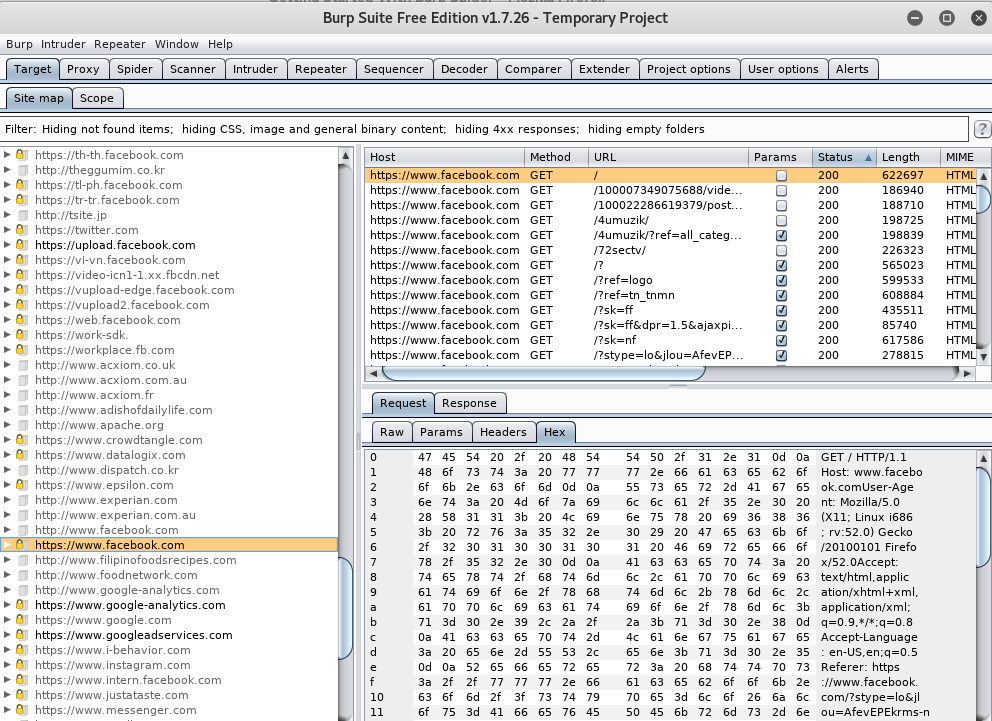 Burp Suite Free Edition v1.7.26 - Temporary Project
Burp Intruder Repeater Window Help
Target Proxy Spider Scanner Intruder Repeater Sequencer Decoder Comparer Extender Project options User options Alerts
Site map Scope
Filter: Hiding not found items; hiding CSS, image and general binary content; hiding 4xx responses; hiding empty folders ?
https://th-th.facebook.com
http://theggumim.co.kr
https://tl-ph.facebook.com
https://tr-tr.facebook.com
http://tsite.jp
https://twitter.com
https://upload.facebook.com
https://vi-vn.facebook.com
https://video-icn1-1.xx.fbcdn.net
https://vupload-edge.facebook.com
https://vupload2.facebook.com
https://web.facebook.com
https://work-sdk.
https://workplace.fb.com
http://www.acxiom.co.uk
http://www.acxiom.com.au
http://www.acxiom.fr
http://www.adishofdailylife.com
http://www.apache.org
https://www.crowdtangle.com
https://www.datalogix.com
http://www.dispatch.co.kr
https://www.epsilon.com
http://www.experian.com
http://www.experian.com.au
http://www.facebook.com
https://www.facebook.com
http://www.filipinofoodsrecipes.com
http://www.foodnetwork.com
http://www.google-analytics.com
https://www.google-analytics.com
https://www.google.com
https://www.googleadservices.com
https://www.i-behavior.com
https://www.instagram.com
https://www.intern.facebook.com
https://www.justataste.com
https://www.messenger.com
Host Method URL Params Status Length MIME
https://www.facebook.com GET / 200 622697 HTML
https://www.facebook.com GET /100007349075688/vide... 200 186940 HTML
https://www.facebook.com GET /100022286619379/post... 200 188710 HTML
https://www.facebook.com GET /4umuzik/ 200 198725 HTML
https://www.facebook.com GET /4umuzik/?ref=all_categ... 200 198839 HTML
https://www.facebook.com GET /72sectv/ 200 226323 HTML
https://www.facebook.com GET /? 200 565023 HTML
https://www.facebook.com GET /?ref=logo 200 599533 HTML
https://www.facebook.com GET /?ref=tn_tnmn 200 608884 HTML
https://www.facebook.com GET /?sk=ff 200 435511 HTML
https://www.facebook.com GET /?sk=ff&dpr=1.5&ajaxpi... 200 85740 HTML
https://www.facebook.com GET /?sk=nf 200 617586 HTML
https://www.facebook.com GET /?stype=lo&jlou=AfevEP... 200 278815 HTML
Request Response
Raw Params Headers Hex
0 47 45 54 20 2f 20 48 54 54 50 2f 31 2e 31 0d 0a GET / HTTP/1.1
1 48 6f 73 74 3a 20 77 77 77 2e 66 61 63 65 62 6f Host: www.facebo
2 6f 6b 2e 63 6f 6d 0d 0a 55 73 65 72 2d 41 67 65 ok.comUser-Age
3 6e 74 3a 20 4d 6f 7a 69 6c 6c 61 2f 35 2e 30 20 nt: Mozilla/5.0
4 28 58 31 31 3b 20 4c 69 6e 75 78 20 69 36 38 36 (X11; Linux i686
5 3b 20 72 76 3a 35 32 2e 30 29 20 47 65 63 6b 6f ; rv:52.0) Gecko
6 2f 32 30 31 30 30 31 30 31 20 46 69 72 65 66 6f /20100101 Firefo
7 78 2f 35 32 2e 30 0d 0a 41 63 63 65 70 74 3a 20 x/52.0Accept:
8 74 65 78 74 2f 68 74 6d 6c 2c 61 70 70 6c 69 63 text/html,applic
9 61 74 69 6f 6e 2f 78 68 74 6d 6c 2b 78 6d 6c 2c ation/xhtml+xml,
a 61 70 70 6c 69 63 61 74 69 6f 6e 2f 78 6d 6c 3b application/xml;
b 71 3d 30 2e 39 2c 2a 2f 2a 3b 71 3d 30 2e 38 0d q=0.9,*/*;q=0.8
c 0a 41 63 63 65 70 74 2d 4c 61 6e 67 75 61 67 65 Accept-Language
d 3a 20 65 6e 2d 55 53 2c 65 6e 3b 71 3d 30 2e 35 : en-US,en;q=0.5
e 0d 0a 52 65 66 65 72 65 72 3a 20 68 74 74 70 73 Referer: https
f 3a 2f 2f 77 77 77 2e 66 61 63 65 62 6f 6f 6b 2e ://www.facebook.
10 63 6f 6d 2f 3f 73 74 79 70 65 3d 6c 6f 26 6a 6c com/?stype=lo&jl
11 6f 75 3d 41 66 65 76 45 50 45 6b 72 6d 73 2d 6e ou=AfevEPEkrms-n